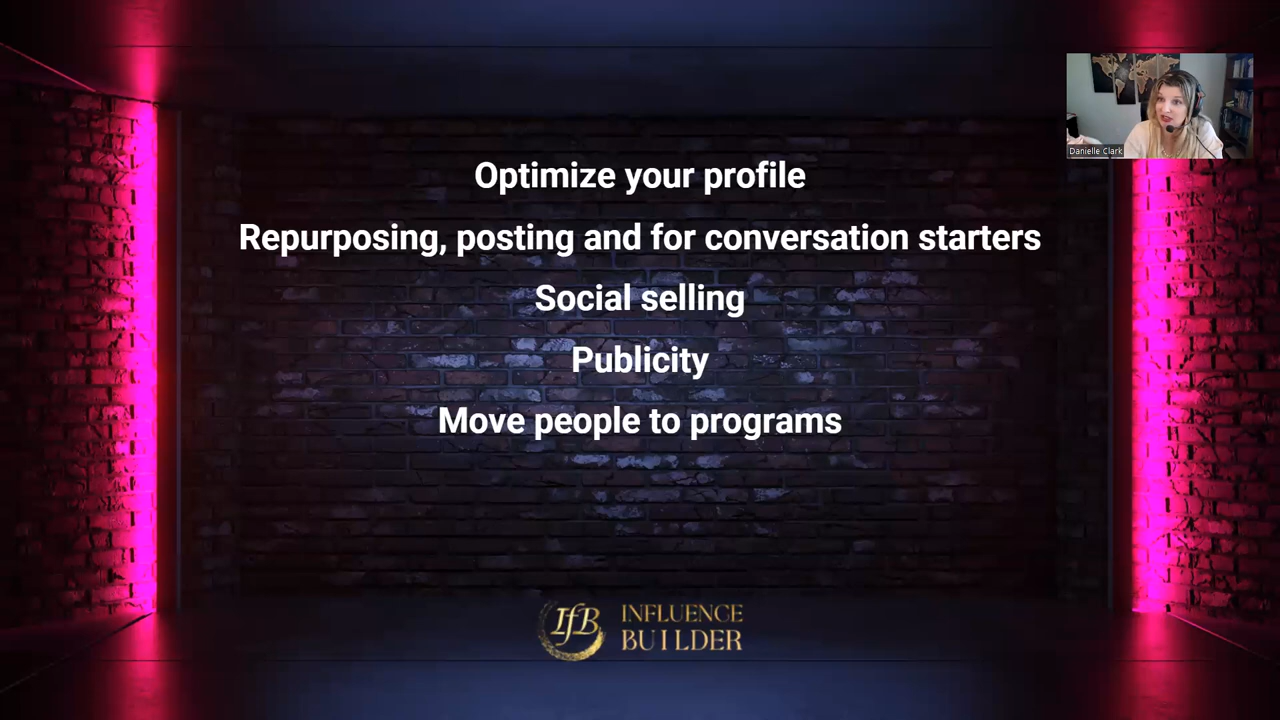 Optimize your profile
Repurposing, posting and for conversation starters
Social selling
Publicity
Move people to programs
Danielle Clark
IfB INFLUENCE
BUILDER